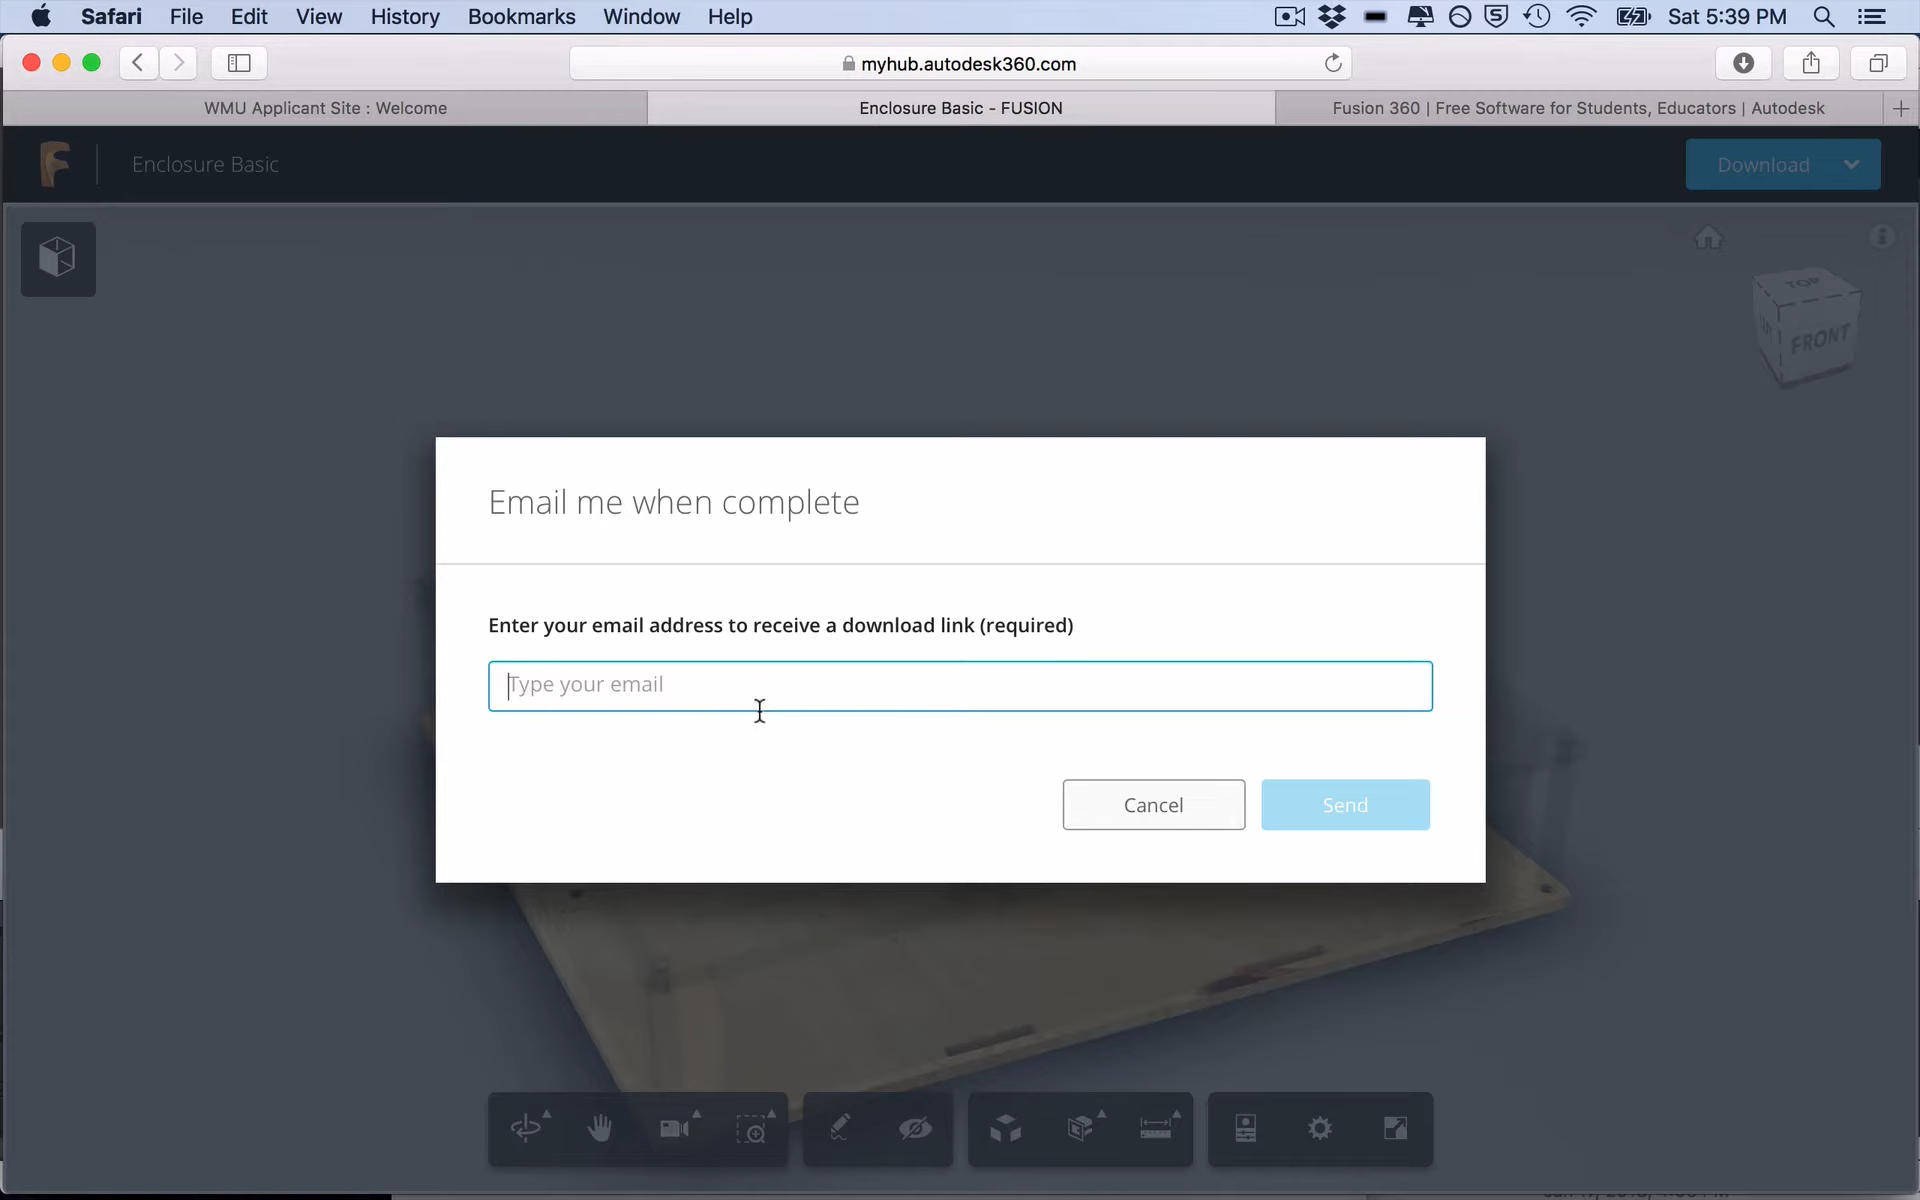 Safari File Edit View History Bookmarks Window Help Sat 5:39 PM
myhub.autodesk360.com
WMU Applicant Site : Welcome
Enclosure Basic - FUSION
Fusion 360 | Free Software for Students, Educators | Autodesk
Enclosure Basic
Download
TOP
FRONT
Email me when complete
Enter your email address to receive a download link (required)
Type your email
Cancel
Send